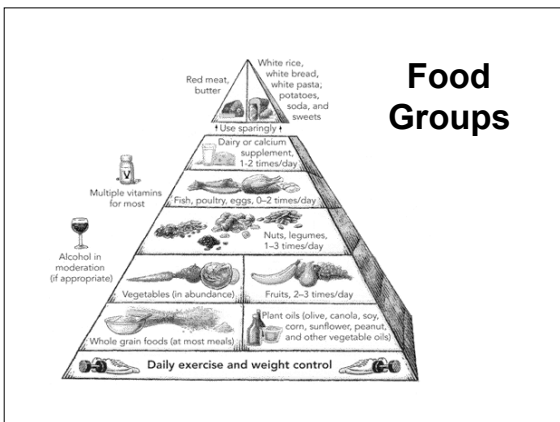 Food
Groups
Red meat,
butter
White rice,
white bread,
white pasta;
potatoes,
soda, and
sweets
Use sparingly
Dairy or calcium
supplement,
1-2 times/day
V
Multiple vitamins
for most
Fish, poultry, eggs, 0–2 times/day
Nuts, legumes,
1–3 times/day
Alcohol in
moderation
(if appropriate)
Vegetables (in abundance)
Fruits, 2–3 times/day
Whole grain foods (at most meals)
Plant oils (olive, canola, soy,
corn, sunflower, peanut,
and other vegetable oils)
Daily exercise and weight control